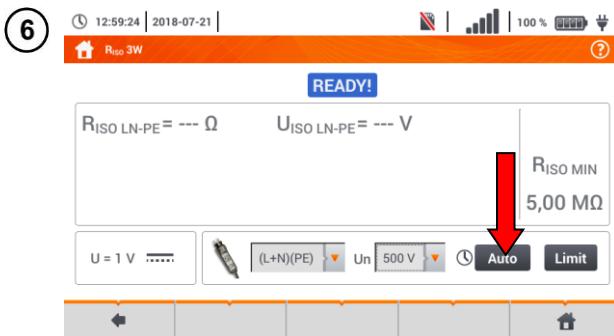 6
12:59:24 2018-07-21 100 %
RISO 3W ?
READY!
RISO LN-PE= --- Ω UISO LN-PE= --- V
RISO MIN
5,00 MΩ
U = 1 V (L+N)(PE) Un 500 V Auto Limit